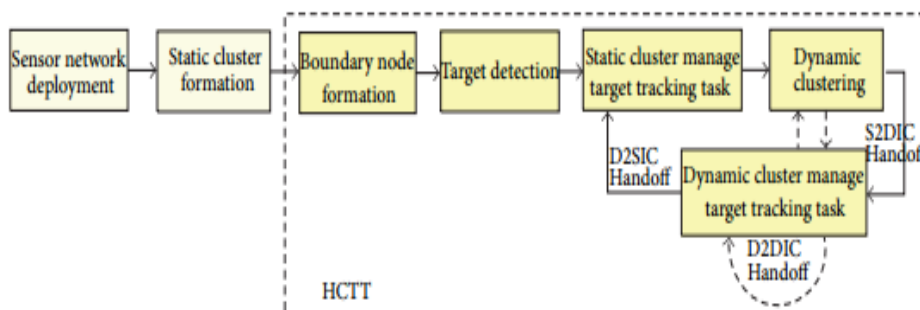 Sensor network
deployment
Static cluster
formation
Boundary node
formation
Target detection
Static cluster manage
target tracking task
Dynamic
clustering
S2DIC
Handoff
D2SIC
Handoff
Dynamic cluster manage
target tracking task
D2DIC
Handoff
HCTT